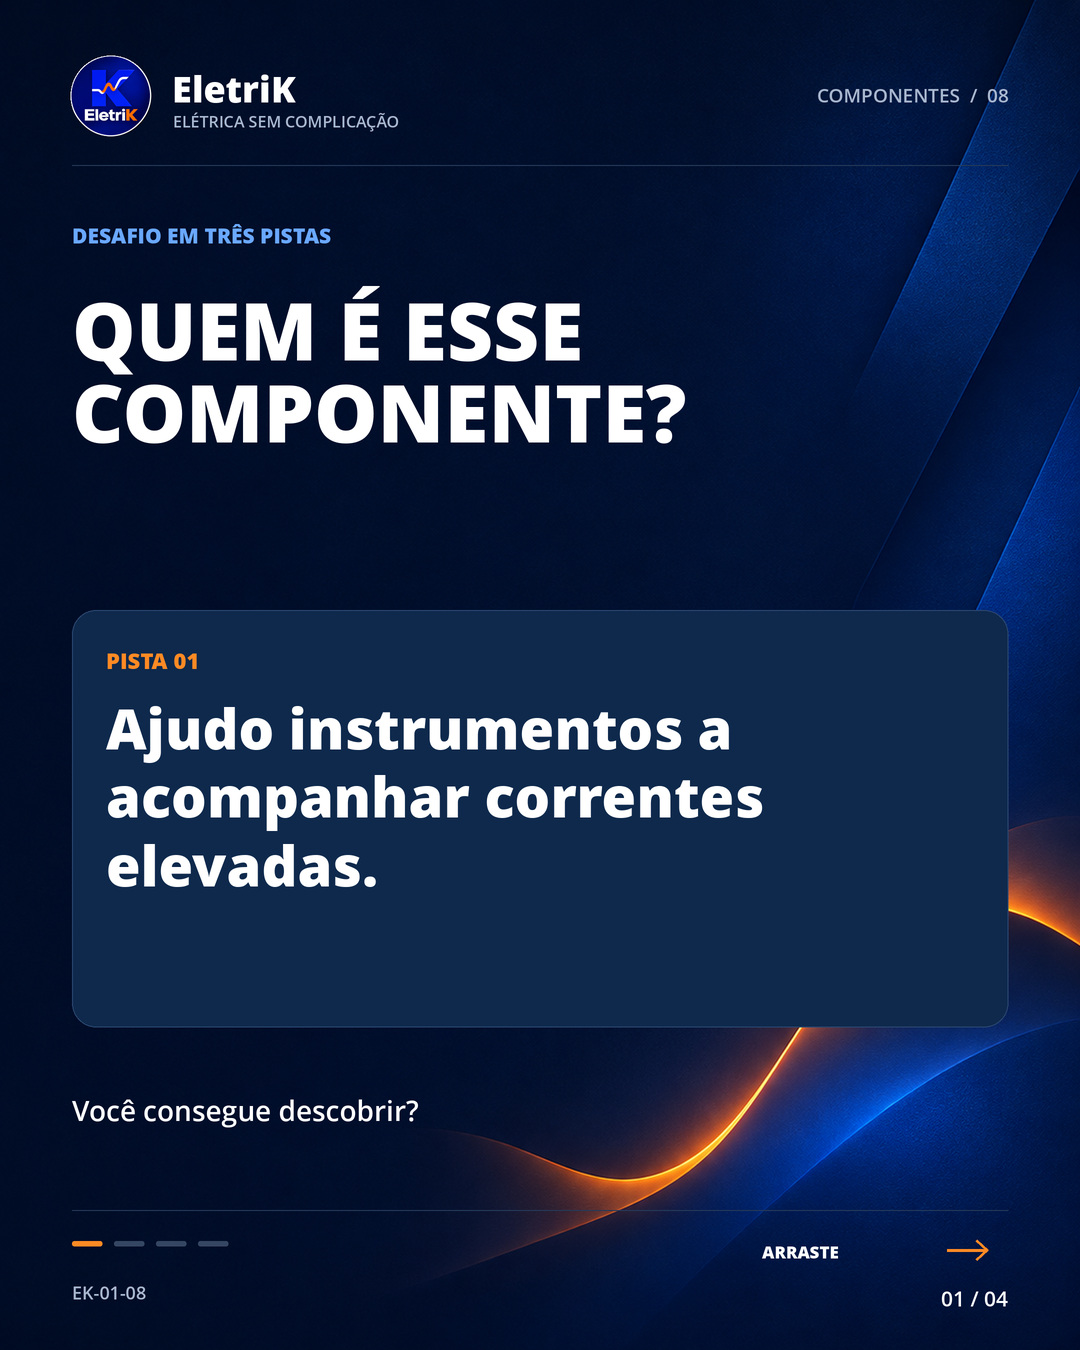 EletriK
EletriK
ELÉTRICA SEM COMPLICAÇÃO
COMPONENTES / 08
DESAFIO EM TRÊS PISTAS
QUEM É ESSE
COMPONENTE?
PISTA 01
Ajudo instrumentos a
acompanhar correntes
elevadas.
Você consegue descobrir?
ARRASTE
EK-01-08
01 / 04